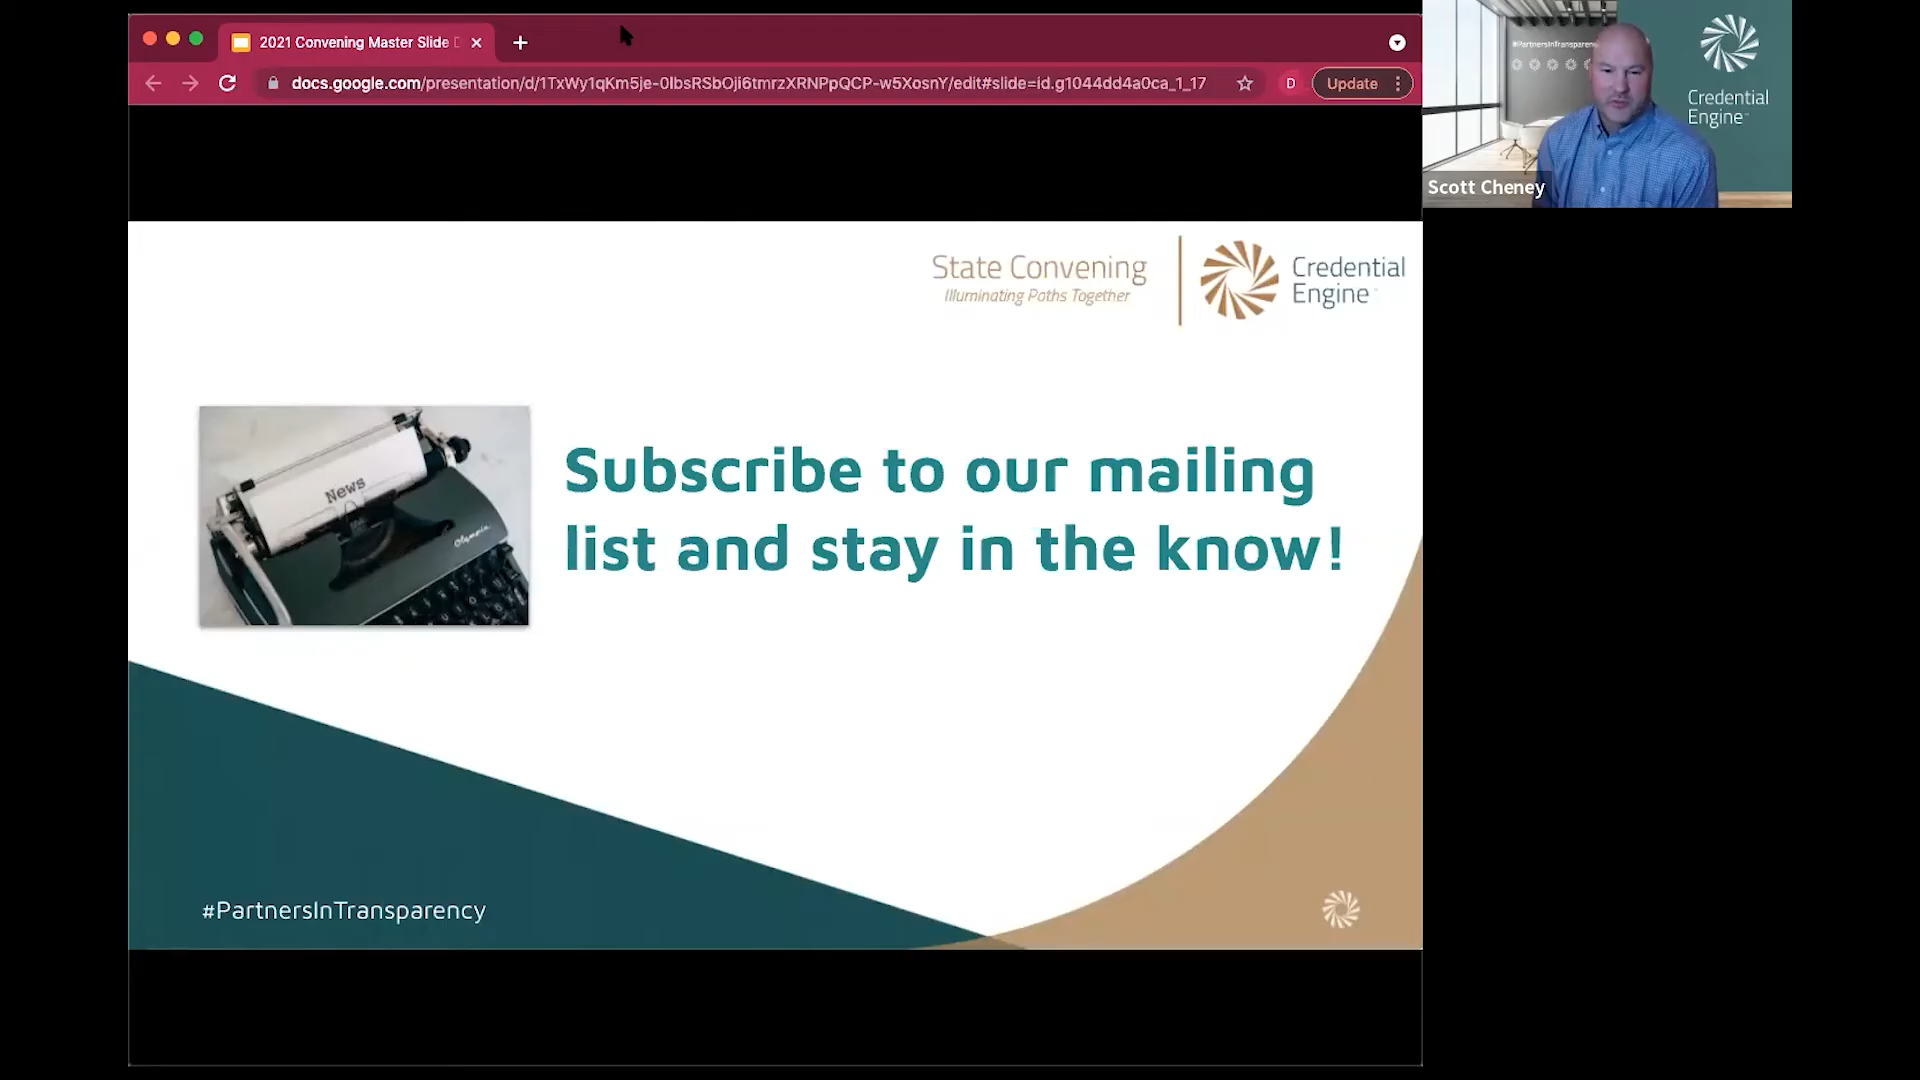 2021 Convening Master Slide
docs.google.com/presentation/d/1TxWy1qKm5je-0lbsRSbOji6tmrzXRNPpQCP-w5XosnY/edit#slide=id.g1044dd4a0ca_1_17
D
Update
#PartnersInTransparen
Credential
Engine
Scott Cheney
State Convening
Illuminating Paths Together
Credential
Engine
News
Olympia
Subscribe to our mailing
list and stay in the know!
#PartnersInTransparency